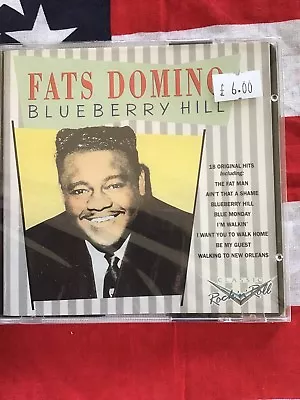 FATS DOMINO
£ 6.00
BLUEBERRY HILL
18 ORIGINAL HITS
Including:
THE FAT MAN
AIN'T THAT A SHAME
BLUEBERRY HILL
BLUE MONDAY
I'M WALKIN'
I WANT YOU TO WALK HOME
BE MY GUEST
WALKING TO NEW ORLEANS
CLASSIC
Rock'n'Roll